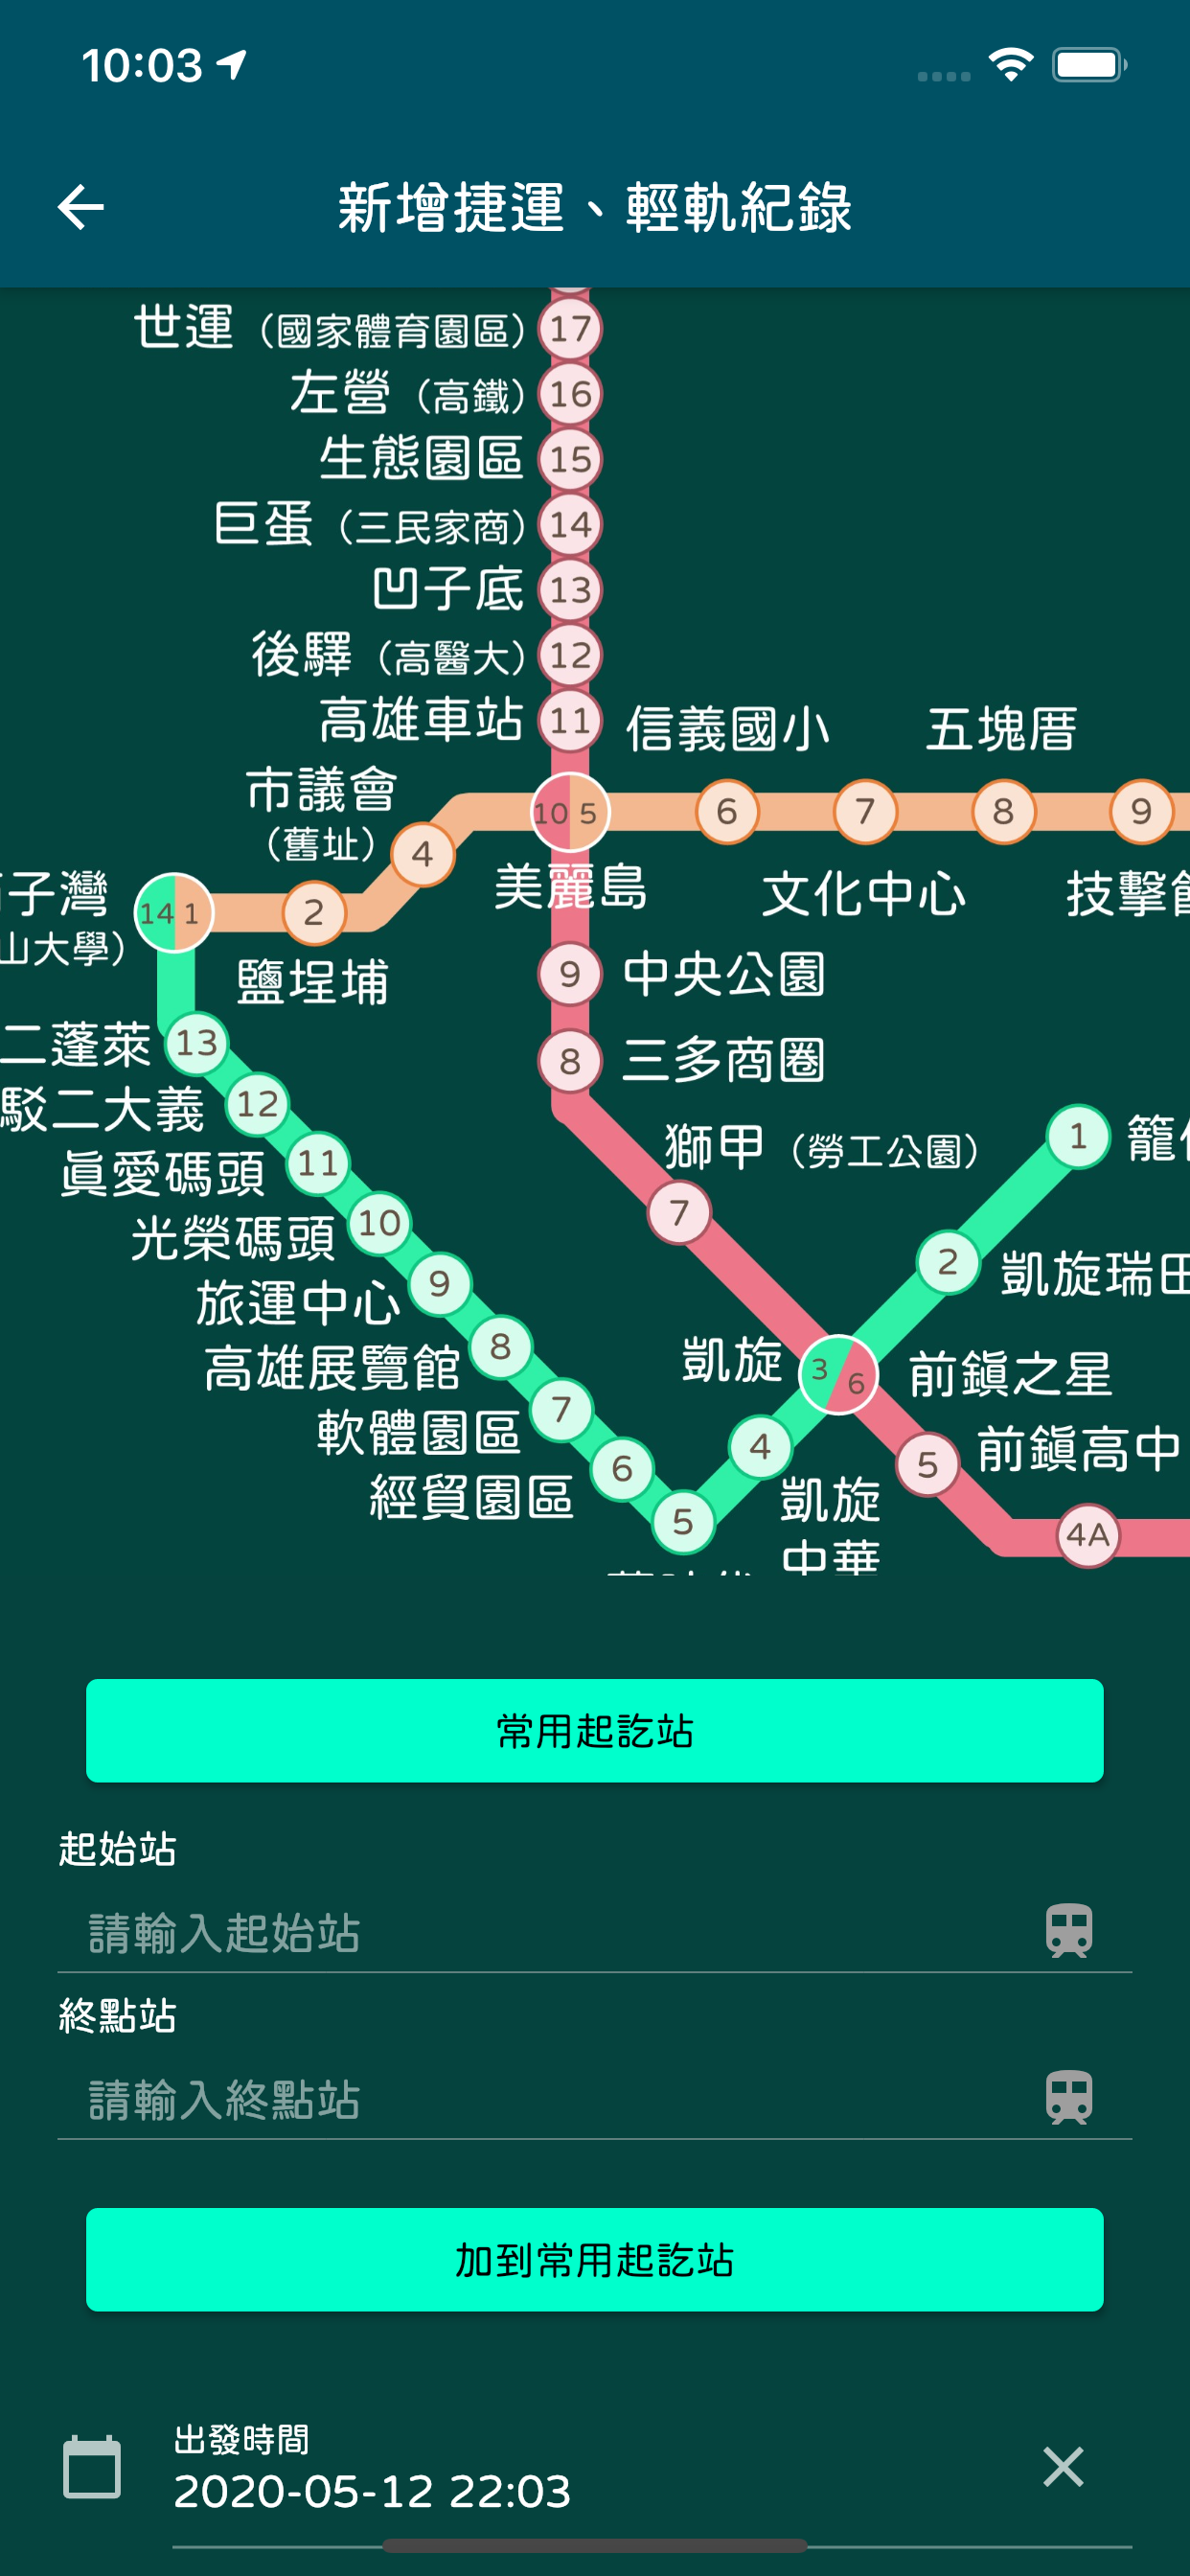 10:03
新增捷運、輕軌紀錄
世運（國家體育園區） 17
左營（高鐵） 16
生態園區 15
巨蛋（三民家商） 14
凹子底 13
後驛（高醫大） 12
高雄車站 11
信義國小 五塊厝
市議會
（舊址） 4
10 5 6 7 8 9
美麗島 文化中心 技擊
子灣 14 1 2
山大學）
鹽埕埔
9 中央公園
二蓬萊 13
8 三多商圈
駁二大義 12
獅甲（勞工公園） 1
真愛碼頭 11
7
光榮碼頭 10
2 凱旋瑞田
旅運中心 9
高雄展覽館 8
凱旋 3 6 前鎮之星
軟體園區 7
4 5 前鎮高中
經貿園區 6
5
凱旋
中華
4A
常用起訖站
起始站
請輸入起始站
終點站
請輸入終點站
加到常用起訖站
出發時間
2020-05-12 22:03